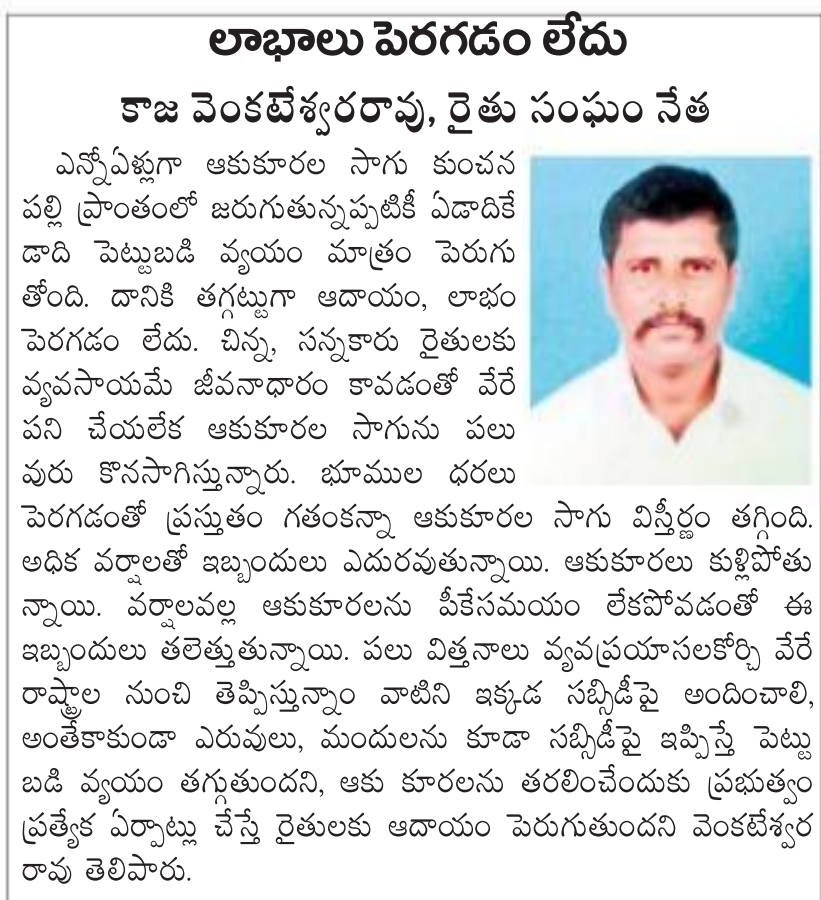 లాభాలు పెరగడం లేదు
కాజ వెంకటేశ్వరరావు, రైతు సంఘం నేత
ఎన్నోఏళ్లుగా ఆకుకూరల సాగు కుంచన
పల్లి ప్రాంతంలో జరుగుతున్నప్పటికీ ఏడాదికే
డాది పెట్టుబడి వ్యయం మాత్రం పెరుగు
తోంది. దానికి తగ్గట్టుగా ఆదాయం, లాభం
పెరగడం లేదు. చిన్న, సన్నకారు రైతులకు
వ్యవసాయమే జీవనాధారం కావడంతో వేరే
పని చేయలేక ఆకుకూరల సాగును పలు
వురు కొనసాగిస్తున్నారు. భూముల ధరలు
పెరగడంతో ప్రస్తుతం గతంకన్నా ఆకుకూరల సాగు విస్తీర్ణం తగ్గింది.
అధిక వర్షాలతో ఇబ్బందులు ఎదురవుతున్నాయి. ఆకుకూరలు కుళ్లిపోతు
న్నాయి. వర్షాలవల్ల ఆకుకూరలను పీకేసమయం లేకపోవడంతో ఈ
ఇబ్బందులు తలెత్తుతున్నాయి. పలు విత్తనాలు వ్యవప్రయాసలకోర్చి వేరే
రాష్ట్రాల నుంచి తెప్పిస్తున్నాం వాటిని ఇక్కడ సబ్సిడీపై అందించాలి,
అంతేకాకుండా ఎరువులు, మందులను కూడా సబ్సిడీపై ఇప్పిస్తే పెట్టు
బడి వ్యయం తగ్గుతుందని, ఆకు కూరలను తరలించేందుకు ప్రభుత్వం
ప్రత్యేక ఏర్పాట్లు చేస్తే రైతులకు ఆదాయం పెరుగుతుందని వెంకటేశ్వర
రావు తెలిపారు.